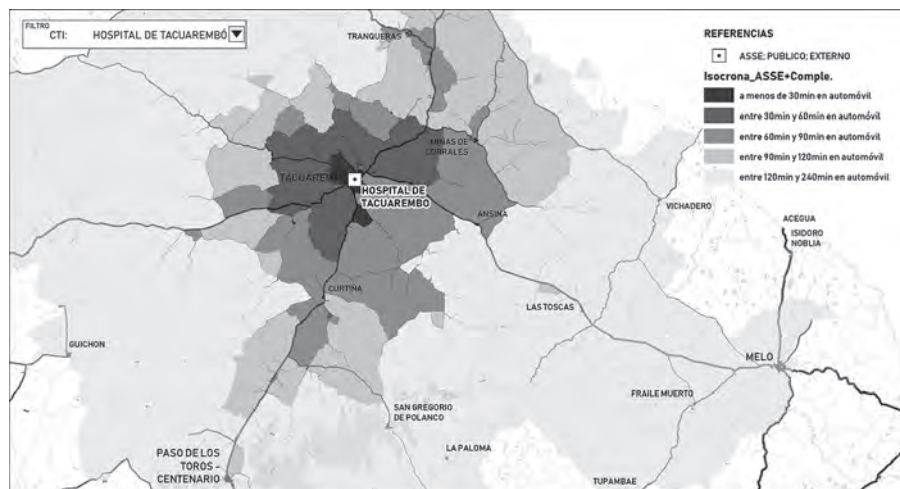 FILTRO
CTI: HOSPITAL DE TACUAREMBÓ
TRANQUERAS
REFERENCIAS
ASSE; PUBLICO; EXTERNO
Isocrona_ASSE+Comple.
a menos de 30min en automóvil
entre 30min y 60min en automóvil
entre 60min y 90min en automóvil
entre 90min y 120min en automóvil
entre 120min y 240min en automóvil
MINAS DE
CORRALES
HOSPITAL DE
TACUAREMBO
VICHADERO
ANSINA
ACEGUA
ISIDORO
NOBLIA
CURTINA
LAS TOSCAS
GUICHON
MELO
FRAILE MUERTO
SAN GREGORIO
DE POLANCO
LA PALOMA
PASO DE LOS
TOROS -
CENTENARIO
TUPAMBAE